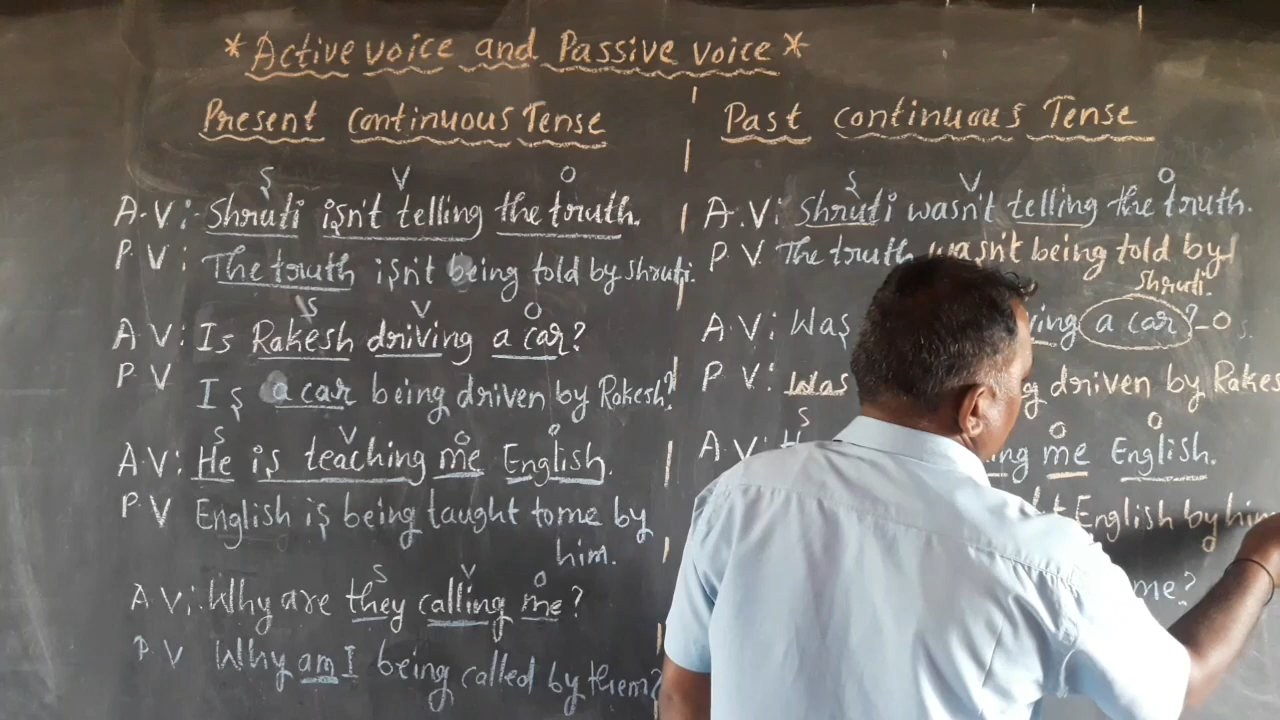 *Active voice and Passive voice*
Present Continuous Tense
S V O
A.V: Shruti isn't telling the truth.
P V: The truth isn't being told by Shruti.
S V O
A.V: Is Rakesh driving a car?
P V Is a car being driven by Rakesh?
S V O O
A.V: He is teaching me English.
P V English is being taught to me by
him.
S V O
A V: Why are they calling me?
P V Why am I being called by them?
Past continuous Tense
S V O
A.V: Shruti wasn't telling the truth.
P V The truth wasn't being told by
Shruti.
A V: Was a car? - O
P V: Was driven by
S O O
A.V: me English.
English by him
me?